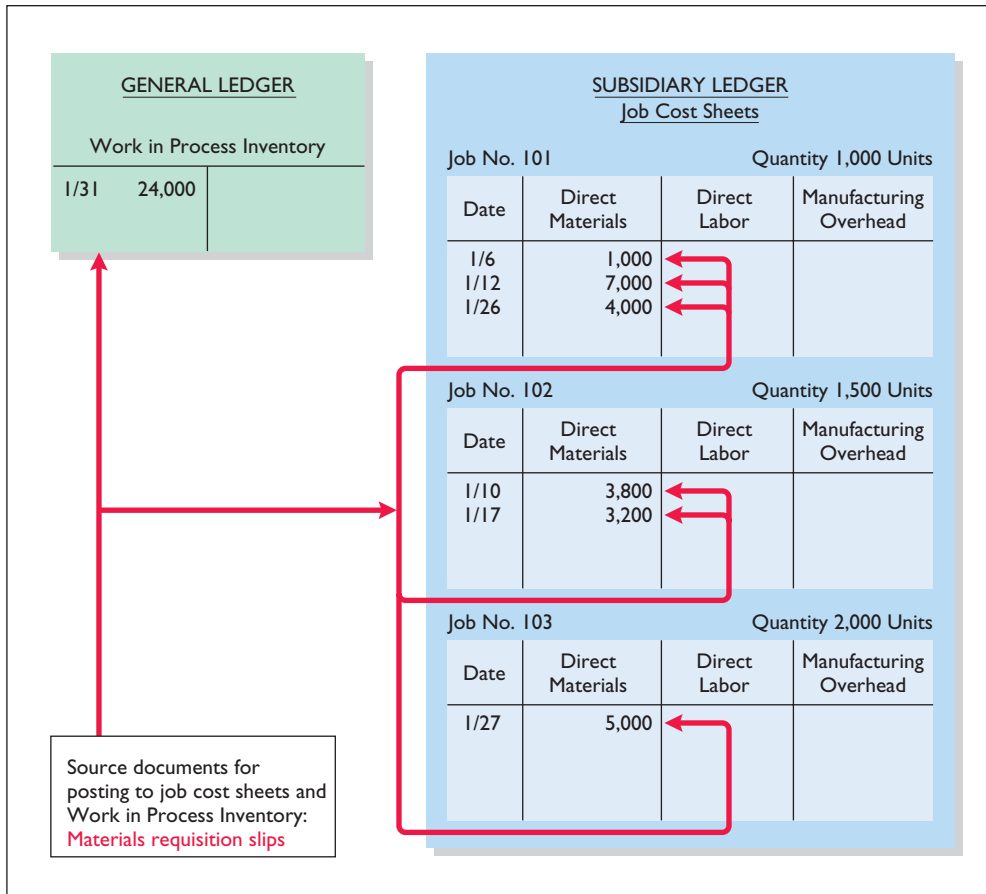 GENERAL LEDGER
Work in Process Inventory
1/31 24,000
SUBSIDIARY LEDGER
Job Cost Sheets
Job No. 101 Quantity 1,000 Units
Date Direct Materials Direct Labor Manufacturing Overhead
1/6 1,000
1/12 7,000
1/26 4,000
Job No. 102 Quantity 1,500 Units
Date Direct Materials Direct Labor Manufacturing Overhead
1/10 3,800
1/17 3,200
Job No. 103 Quantity 2,000 Units
Date Direct Materials Direct Labor Manufacturing Overhead
1/27 5,000
Source documents for
posting to job cost sheets and
Work in Process Inventory:
Materials requisition slips